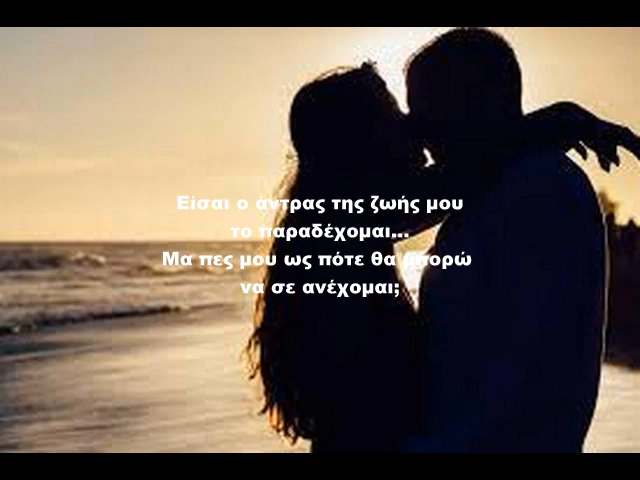 Είσαι ο άντρας της ζωής μου
το παραδέχομαι...
Μα πες μου ως πότε θα μπορώ
να σε ανέχομαι;